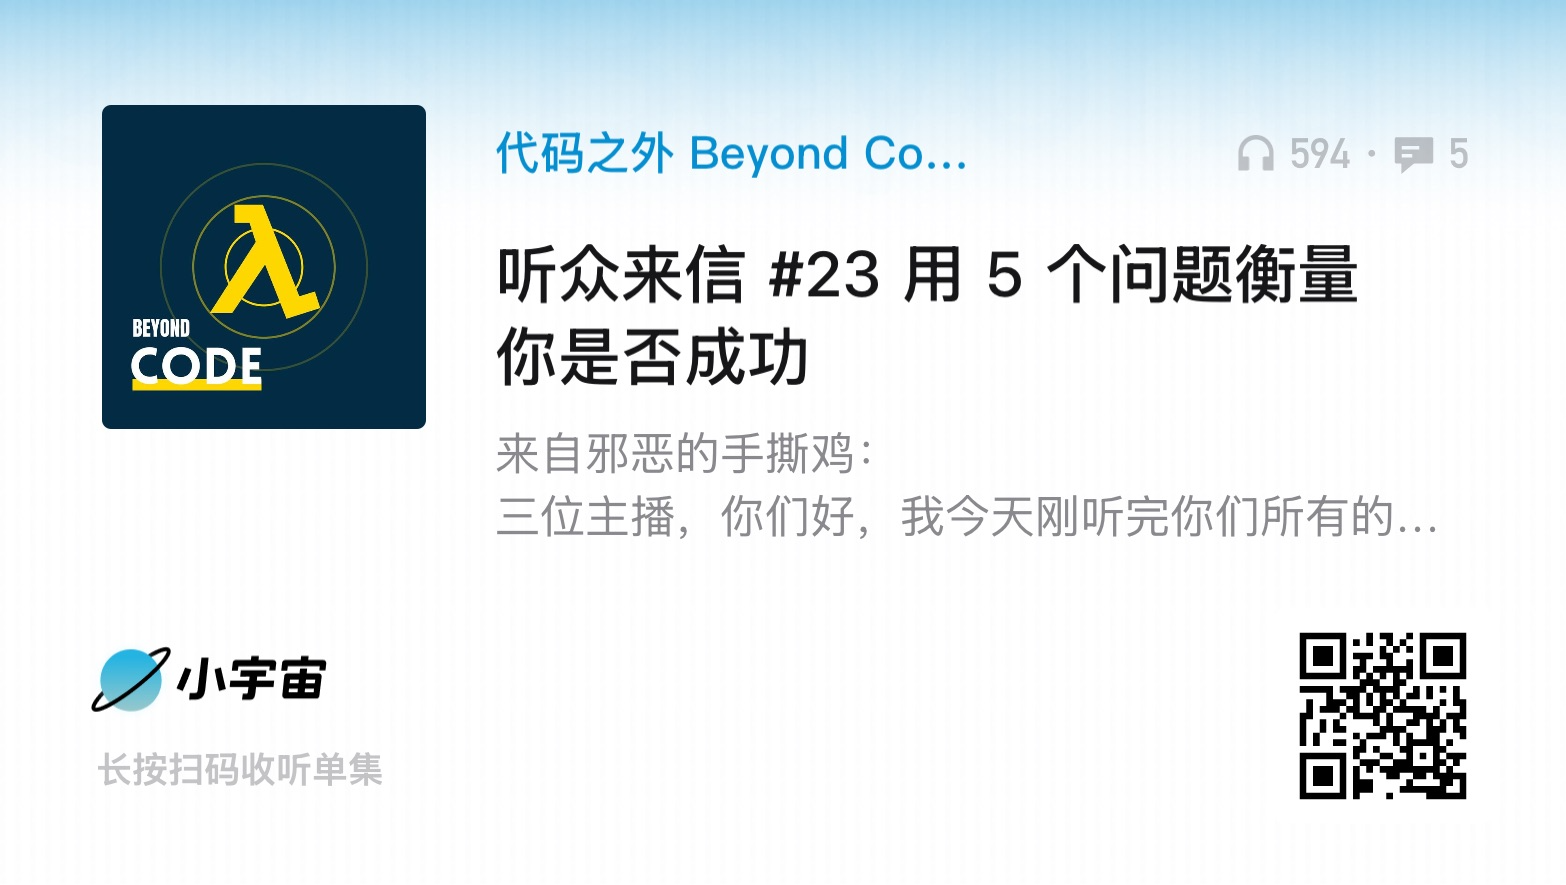 代码之外 Beyond Co...
594 · 5
听众来信 #23 用 5 个问题衡量
你是否成功
来自邪恶的手撕鸡：
三位主播，你们好，我今天刚听完你们所有的...
BEYOND
CODE
小宇宙
长按扫码收听单集